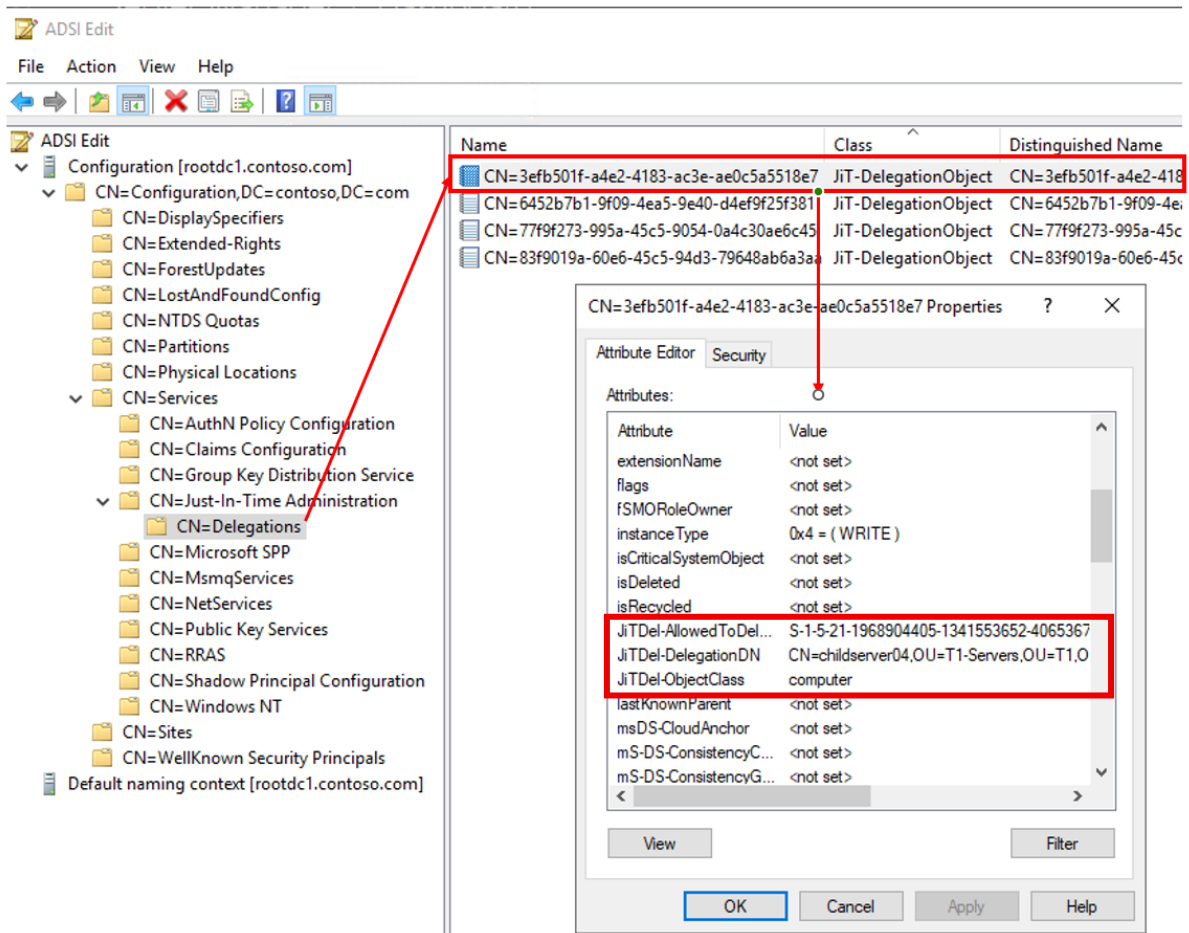 ADSI Edit
File Action View Help
ADSI Edit
Configuration [rootdc1.contoso.com]
CN=Configuration,DC=contoso,DC=com
CN=DisplaySpecifiers
CN=Extended-Rights
CN=ForestUpdates
CN=LostAndFoundConfig
CN=NTDS Quotas
CN=Partitions
CN=Physical Locations
CN=Services
CN=AuthN Policy Configuration
CN=Claims Configuration
CN=Group Key Distribution Service
CN=Just-In-Time Administration
CN=Delegations
CN=Microsoft SPP
CN=MsmqServices
CN=NetServices
CN=Public Key Services
CN=RRAS
CN=Shadow Principal Configuration
CN=Windows NT
CN=Sites
CN=WellKnown Security Principals
Default naming context [rootdc1.contoso.com]
Name Class Distinguished Name
CN=3efb501f-a4e2-4183-ac3e-ae0c5a5518e7 JiT-DelegationObject CN=3efb501f-a4e2-418
CN=6452b7b1-9f09-4ea5-9e40-d4ef9f25f381 JiT-DelegationObject CN=6452b7b1-9f09-4ea
CN=77f9f273-995a-45c5-9054-0a4c30ae6c45 JiT-DelegationObject CN=77f9f273-995a-45c
CN=83f9019a-60e6-45c5-94d3-79648ab6a3aa JiT-DelegationObject CN=83f9019a-60e6-45c
CN=3efb501f-a4e2-4183-ac3e-ae0c5a5518e7 Properties ?
Attribute Editor Security
Attributes:
Attribute Value
extensionName <not set>
flags <not set>
fSMORoleOwner <not set>
instanceType 0x4 = ( WRITE )
isCriticalSystemObject <not set>
isDeleted <not set>
isRecycled <not set>
JiTDel-AllowedToDel... S-1-5-21-1968904405-1341553652-4065367
JiTDel-DelegationDN CN=childserver04,OU=T1-Servers,OU=T1,O
JiTDel-ObjectClass computer
lastKnownParent <not set>
msDS-CloudAnchor <not set>
mS-DS-ConsistencyC... <not set>
mS-DS-ConsistencyG... <not set>
View Filter
OK Cancel Apply Help